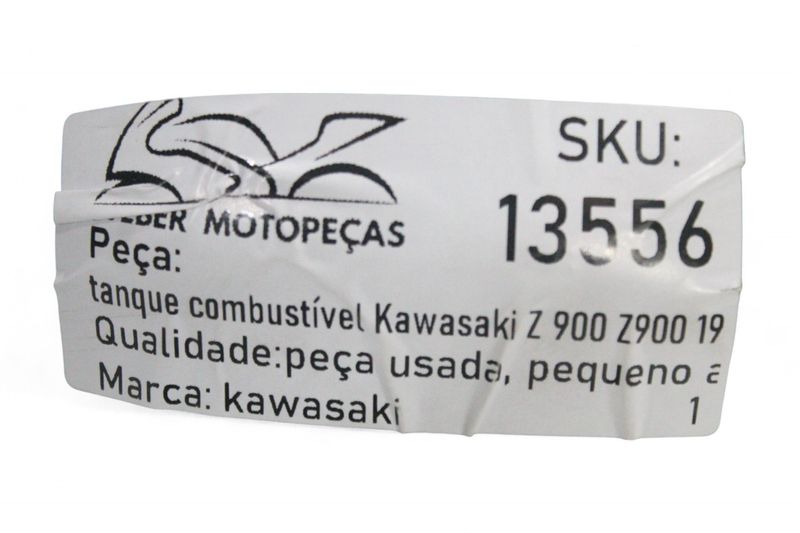 SKU:
13556
MOTOPEÇAS
Peça:
tanque combustível Kawasaki Z 900 Z900 19
Qualidade:peça usada, pequeno a
Marca: kawasaki
1